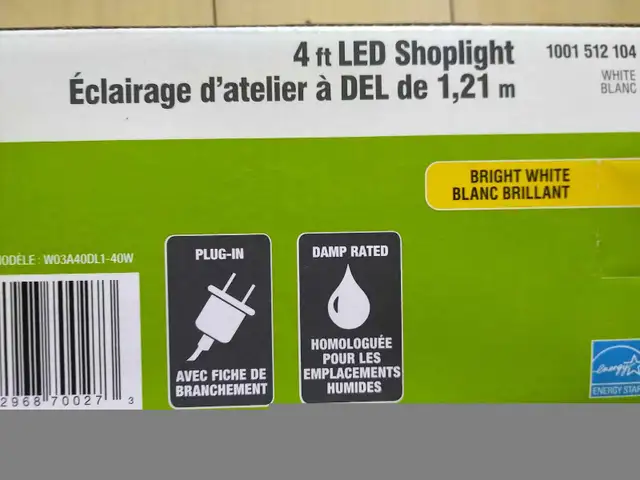 4 ft LED Shoplight
1001 512 104
Éclairage d'atelier à DEL de 1,21 m
WHITE
BLANC
BRIGHT WHITE
BLANC BRILLANT
MODÈLE : W03A40DL1-40W
PLUG-IN
AVEC FICHE DE
BRANCHEMENT
DAMP RATED
HOMOLOGUÉE
POUR LES
EMPLACEMENTS
HUMIDES
2968 70027 3
energy
ENERGY STAR